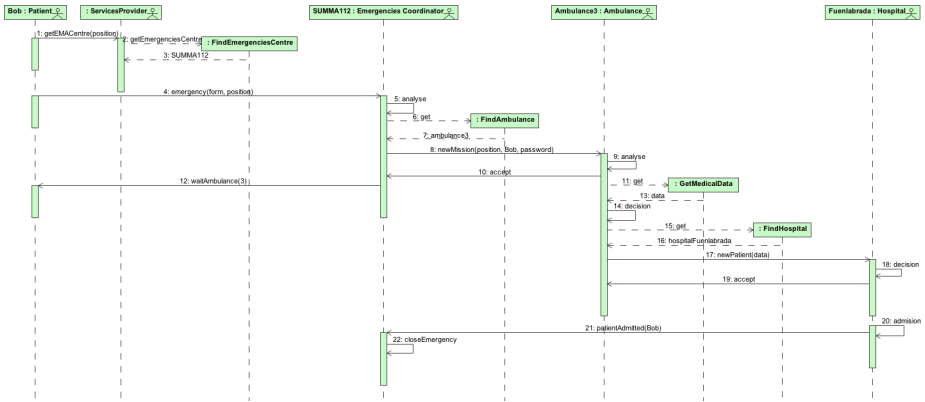 Bob : Patient
: ServicesProvider
SUMMA112 : Emergencies Coordinator
Ambulance3 : Ambulance
Fuenlabrada : Hospital
1: getEMACentre(position)
2: getEmergenciesCentre
: FindEmergenciesCentre
3: SUMMA112
4: emergency(form, position)
5: analyse
6: get
: FindAmbulance
7: ambulance3
8: newMission(position, Bob, password)
9: analyse
10: accept
11: get
: GetMedicalData
12: waitAmbulance(3)
13: data
14: decision
15: get
: FindHospital
16: hospitalFuenlabrada
17: newPatient(data)
18: decision
19: accept
20: admision
21: patientAdmitted(Bob)
22: closeEmergency